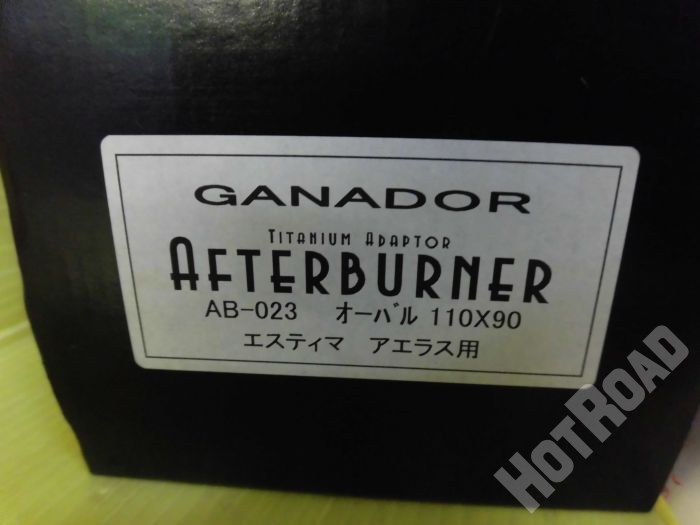 GANADOR
TITANIUM ADAPTOR
AFTERBURNER
AB-023 オーバル 110X90
エスティマ アエラス用
HOTROAD